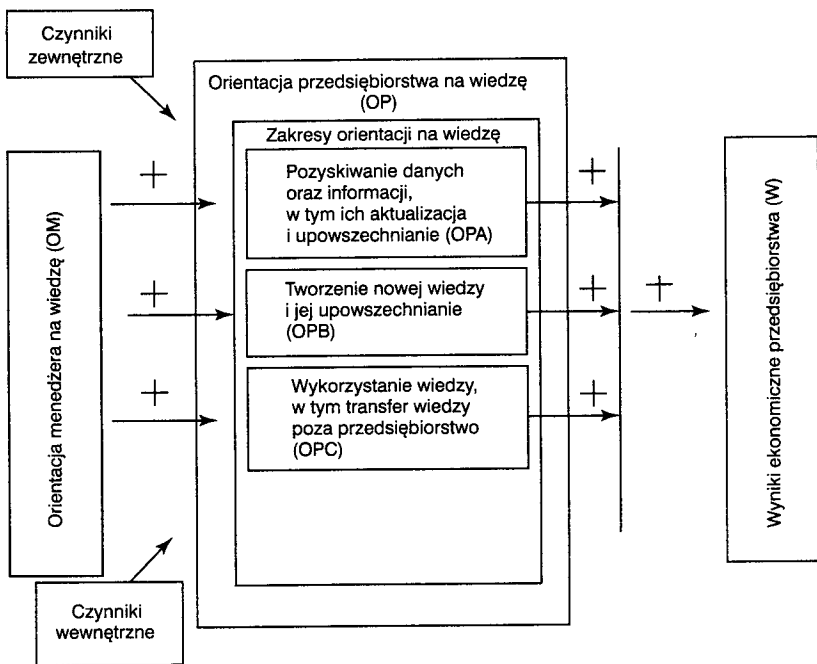 Czynniki
zewnętrzne
Orientacja przedsiębiorstwa na wiedzę
(OP)
Zakresy orientacji na wiedzę
Orientacja menedżera na wiedzę (OM)
+
+
+
Pozyskiwanie danych
oraz informacji,
w tym ich aktualizacja
i upowszechnianie (OPA)
Tworzenie nowej wiedzy
i jej upowszechnianie
(OPB)
Wykorzystanie wiedzy,
w tym transfer wiedzy
poza przedsiębiorstwo
(OPC)
+
+
+
+
Wyniki ekonomiczne przedsiębiorstwa (W)
Czynniki
wewnętrzne